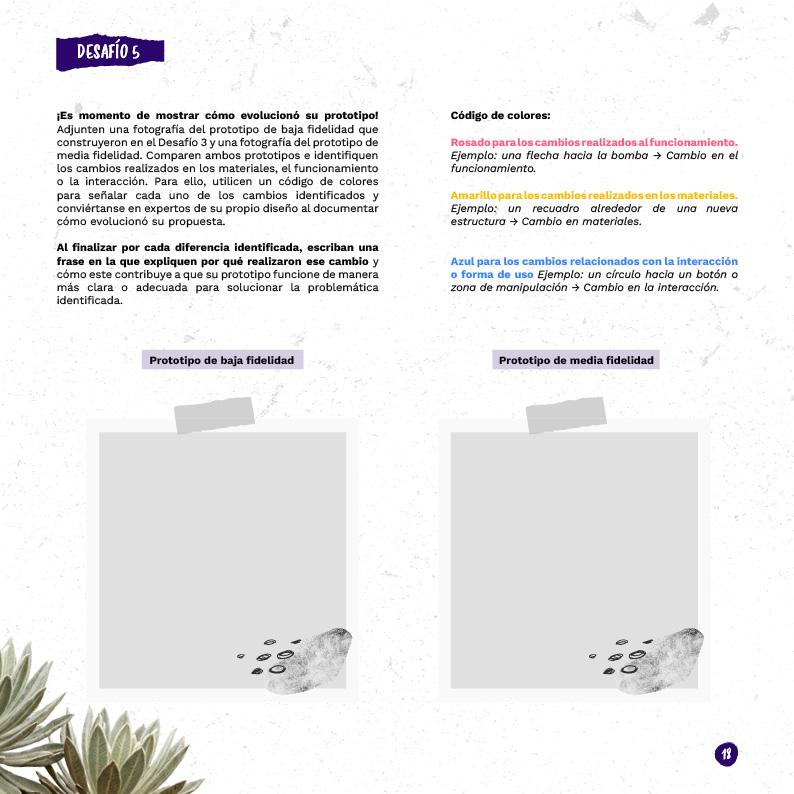 DESAFÍO 5
¡Es momento de mostrar cómo evolucionó su prototipo!
Adjunten una fotografía del prototipo de baja fidelidad que
construyeron en el Desafío 3 y una fotografía del prototipo de
media fidelidad. Comparen ambos prototipos e identifiquen
los cambios realizados en los materiales, el funcionamiento
o la interacción. Para ello, utilicen un código de colores
para señalar cada uno de los cambios identificados y
conviértanse en expertos de su propio diseño al documentar
cómo evolucionó su propuesta.
Al finalizar por cada diferencia identificada, escriban una
frase en la que expliquen por qué realizaron ese cambio y
cómo este contribuye a que su prototipo funcione de manera
más clara o adecuada para solucionar la problemática
identificada.
Código de colores:
Rosado para los cambios realizados al funcionamiento.
Ejemplo: una flecha hacia la bomba → Cambio en el
funcionamiento.
Amarillo para los cambios realizados en los materiales.
Ejemplo: un recuadro alrededor de una nueva
estructura → Cambio en materiales.
Azul para los cambios relacionados con la interacción
o forma de uso Ejemplo: un círculo hacia un botón o
zona de manipulación → Cambio en la interacción.
Prototipo de baja fidelidad
Prototipo de media fidelidad
18